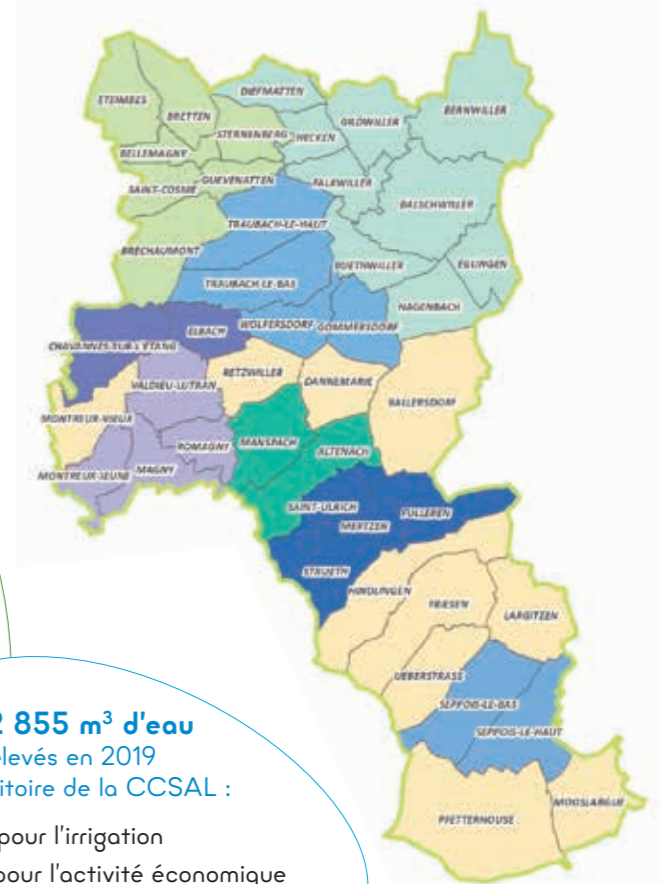 ETEIMBES
BRETTEN
DIEFMATTEN
STERNENBERG
HECKEN
GILDWILLER
BERNWILLER
BELLEMAGNY
SAINT-COSME
GUEVENATTEN
FALKWILLER
BALSCHWILLER
TRAUBACH-LE-HAUT
BRECHAUMONT
BUETHWILLER
EGLINGEN
TRAUBACH-LE-BAS
HAGENBACH
WOLFERSDORF
GOMMERSDORF
ELBACH
CHAVANNES-SUR-L'ETANG
RETZWILLER
DANNEMARIE
VALDIEU-LUTRAN
BALLERSDORF
MONTREUX-VIEUX
ROMAGNY
MANSPACH
ALTENACH
MONTREUX-JEUNE
MAGNY
SAINT-ULRICH
MERTZEN
FULLEREN
STRUETH
HINDLINGEN
FRIESEN
LARGITZEN
UEBERSTRASS
SEPPOIS-LE-BAS
SEPPOIS-LE-HAUT
MOOSLARGUE
PFETTERHOUSE
2 855 m³ d'eau
levés en 2019
itoire de la CCSAL :
pour l'irrigation
pour l'activité économique